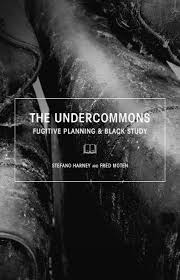 THE UNDERCOMMONS
FUGITIVE PLANNING & BLACK STUDY
STEFANO HARNEY AND FRED MOTEN